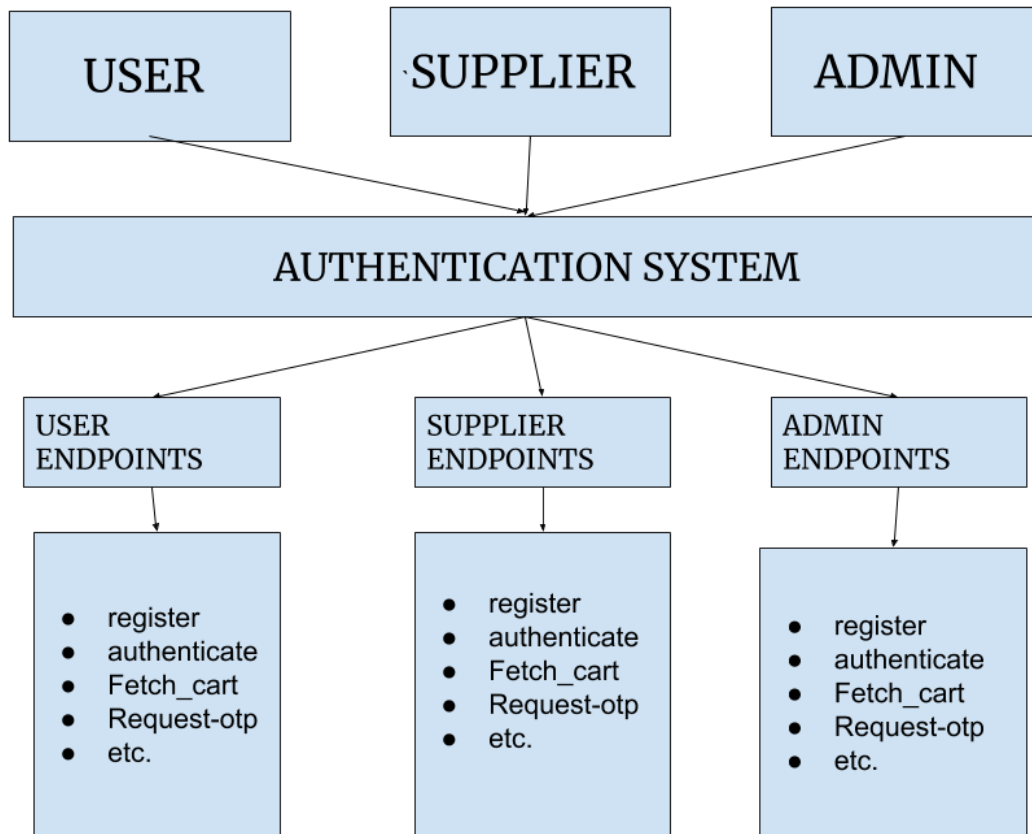 USER
`SUPPLIER
ADMIN
AUTHENTICATION SYSTEM
USER
ENDPOINTS
SUPPLIER
ENDPOINTS
ADMIN
ENDPOINTS
● register
● authenticate
● Fetch_cart
● Request-otp
● etc.
● register
● authenticate
● Fetch_cart
● Request-otp
● etc.
● register
● authenticate
● Fetch_cart
● Request-otp
● etc.